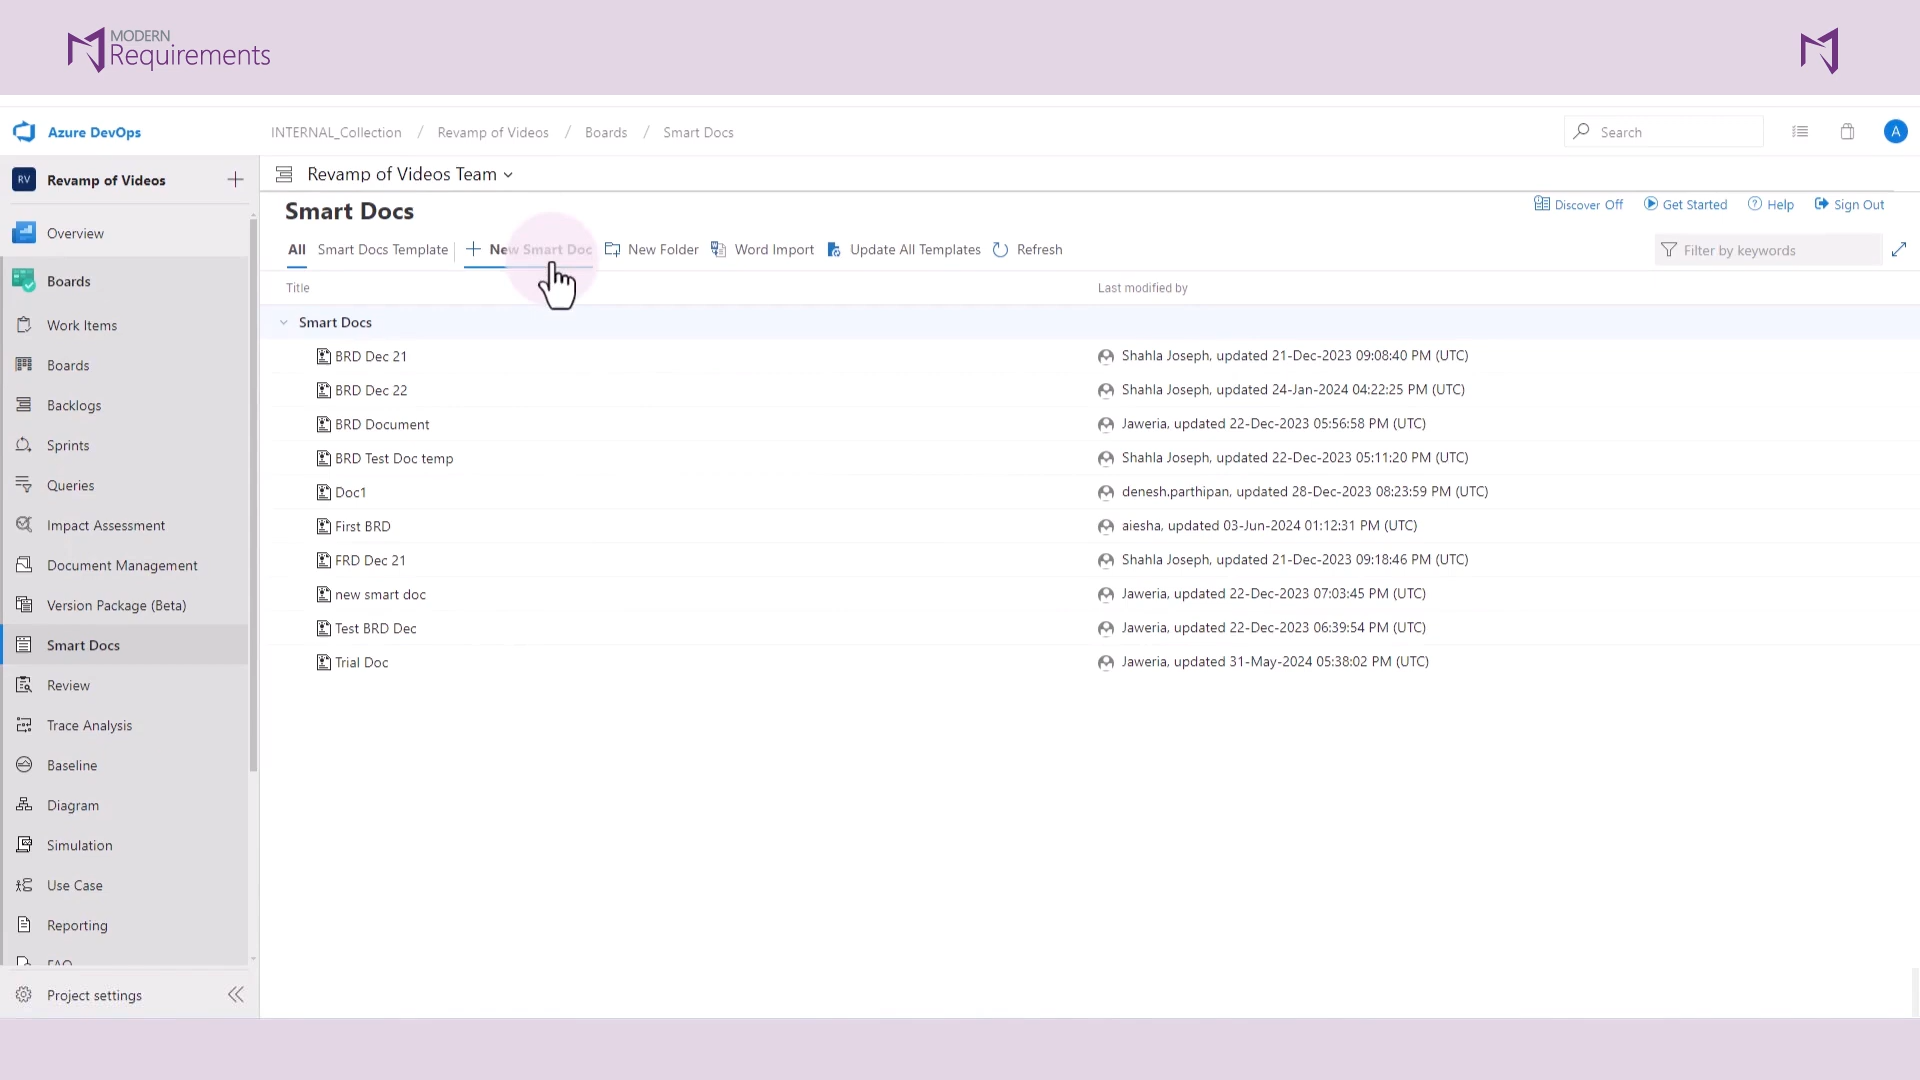 MODERN
Requirements
Azure DevOps
INTERNAL_Collection / Revamp of Videos / Boards / Smart Docs
Search
A
RV Revamp of Videos
Revamp of Videos Team
Smart Docs
Discover Off Get Started Help Sign Out
All Smart Docs Template New Smart Doc New Folder Word Import Update All Templates Refresh
Filter by keywords
Title Last modified by
Smart Docs
BRD Dec 21 Shahla Joseph, updated 21-Dec-2023 09:08:40 PM (UTC)
BRD Dec 22 Shahla Joseph, updated 24-Jan-2024 04:22:25 PM (UTC)
BRD Document Jaweria, updated 22-Dec-2023 05:56:58 PM (UTC)
BRD Test Doc temp Shahla Joseph, updated 22-Dec-2023 05:11:20 PM (UTC)
Doc1 denesh.parthipan, updated 28-Dec-2023 08:23:59 PM (UTC)
First BRD aiesha, updated 03-Jun-2024 01:12:31 PM (UTC)
FRD Dec 21 Shahla Joseph, updated 21-Dec-2023 09:18:46 PM (UTC)
new smart doc Jaweria, updated 22-Dec-2023 07:03:45 PM (UTC)
Test BRD Dec Jaweria, updated 22-Dec-2023 06:39:54 PM (UTC)
Trial Doc Jaweria, updated 31-May-2024 05:38:02 PM (UTC)
Overview
Boards
Work Items
Boards
Backlogs
Sprints
Queries
Impact Assessment
Document Management
Version Package (Beta)
Smart Docs
Review
Trace Analysis
Baseline
Diagram
Simulation
Use Case
Reporting
FAQ
Project settings